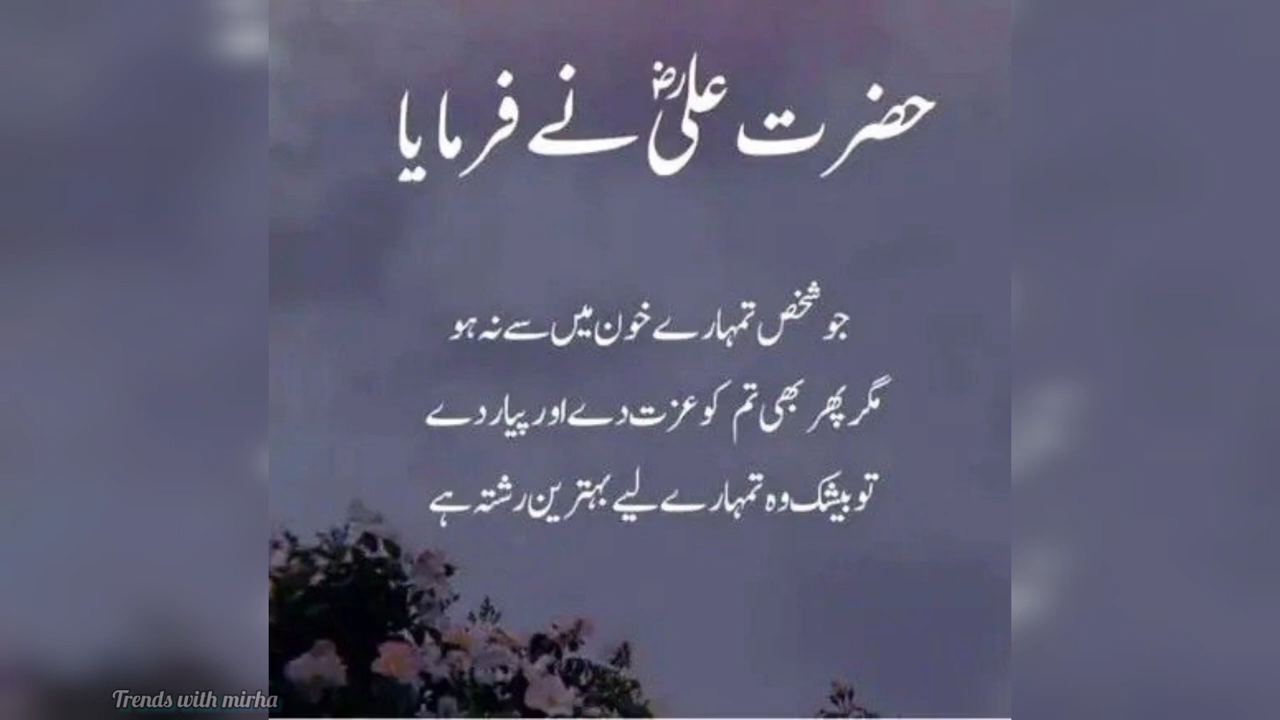 حضرت علیؓ نے فرمایا
جو شخص تمہارے خون میں سے نہ ہو
مگر پھر بھی تم کو عزت دے اور پیار دے
تو بیشک وہ تمہارے لیے بہترین رشتہ ہے
Trends with mirha